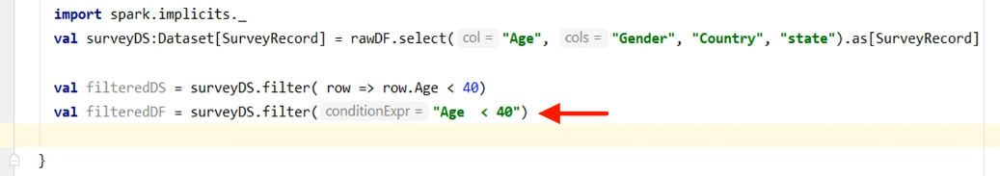 import spark.implicits._
val surveyDS:Dataset[SurveyRecord] = rawDF.select( col = "Age", cols = "Gender", "Country", "state").as[SurveyRecord]
val filteredDS = surveyDS.filter( row => row.Age < 40)
val filteredDF = surveyDS.filter( conditionExpr = "Age  < 40")
}